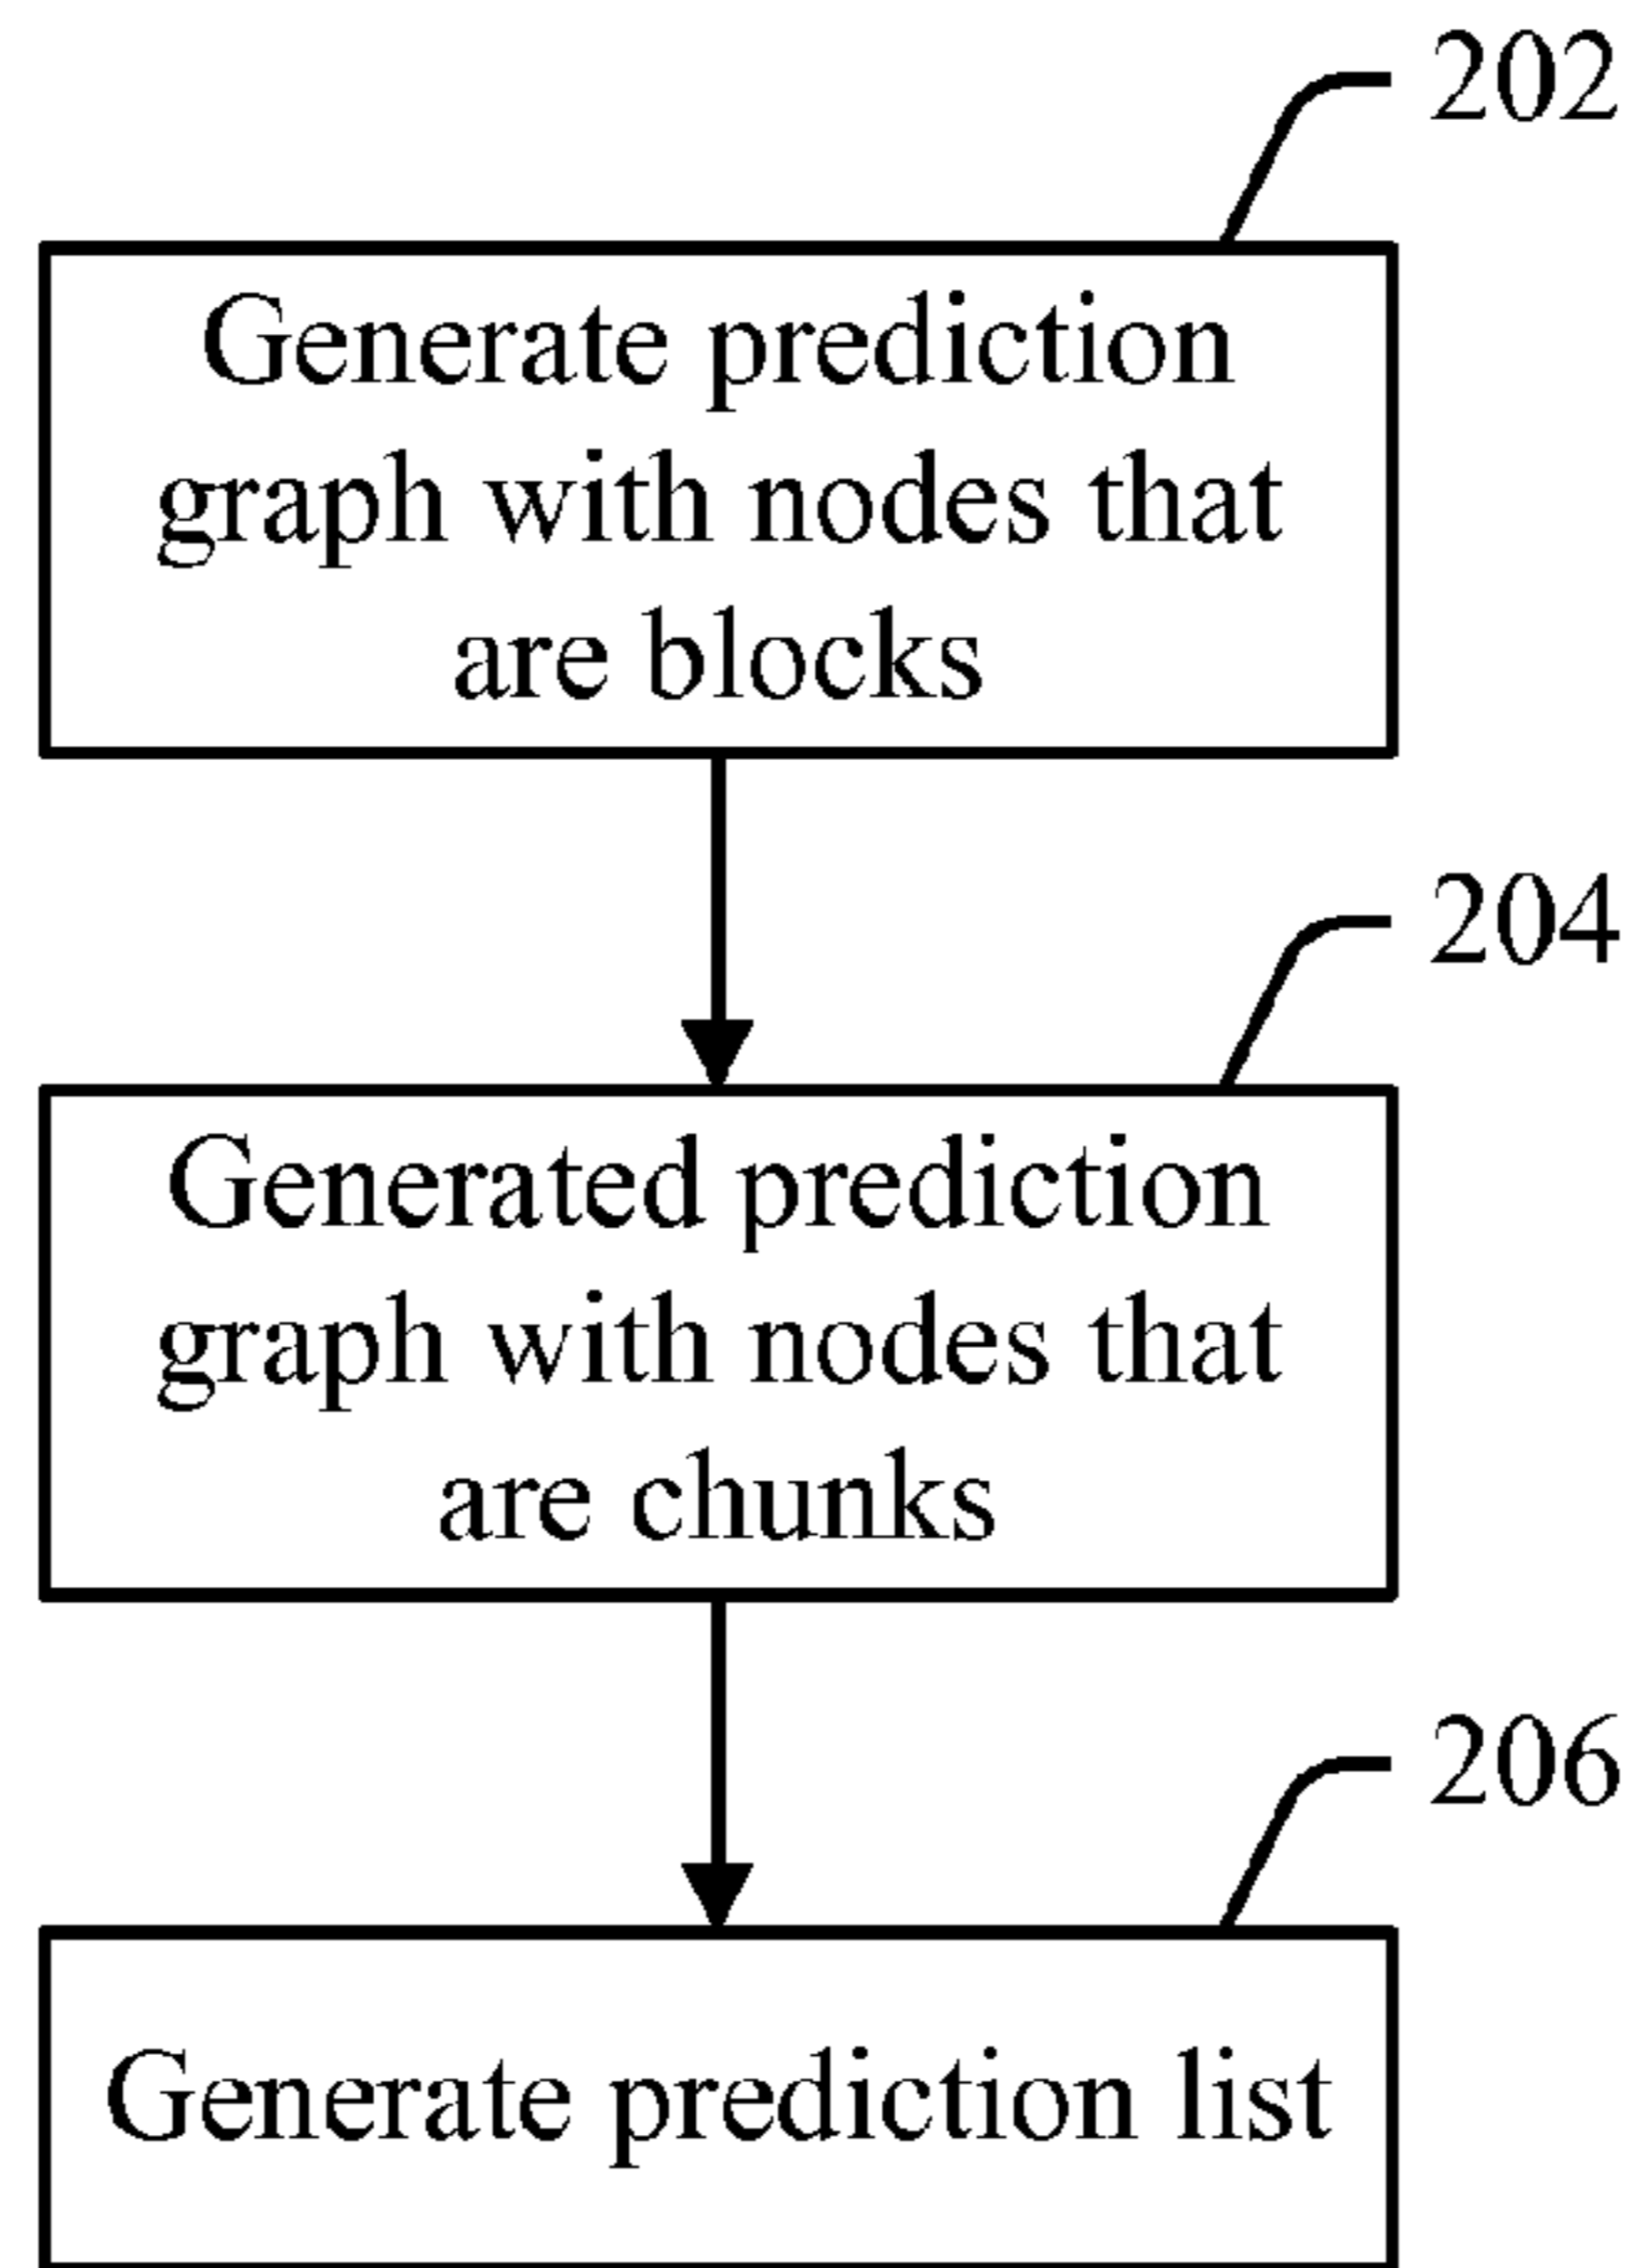 202
Generate prediction
graph with nodes that
are blocks
204
Generated prediction
graph with nodes that
are chunks
206
Generate prediction list